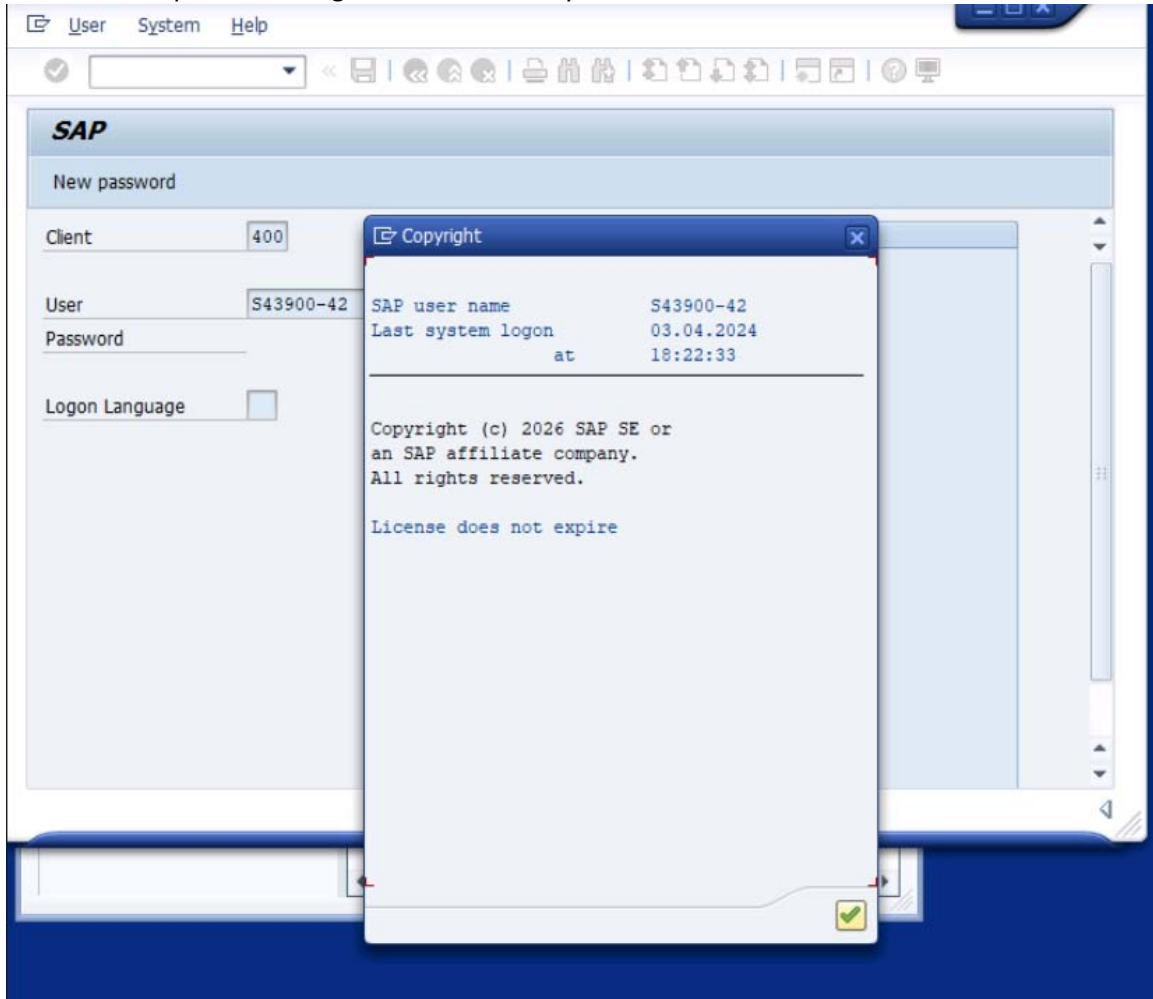 User System Help
SAP
New password
Client 400
User S43900-42
Password
Logon Language
Copyright
SAP user name S43900-42
Last system logon 03.04.2024
at 18:22:33
Copyright (c) 2026 SAP SE or
an SAP affiliate company.
All rights reserved.
License does not expire